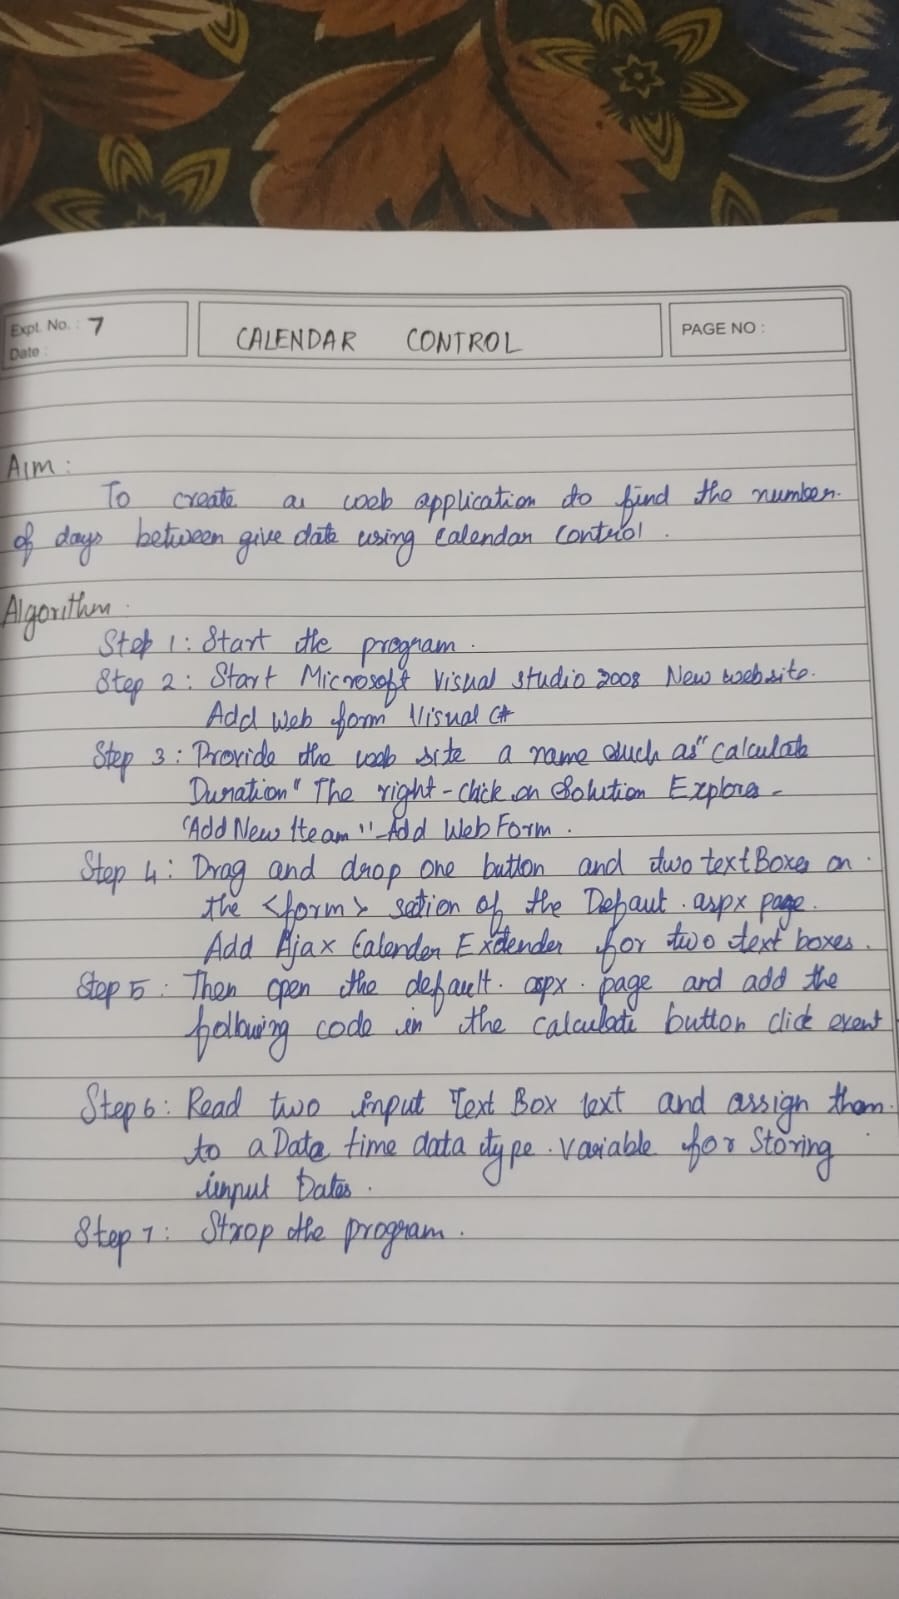 Expt. No. : 7
Date :
CALENDAR CONTROL
PAGE NO :
Aim :
To create a web application to find the number
of days between give date using Calendar Control .
Algorithm .
Step 1 : Start the program .
Step 2 : Start Microsoft Visual studio 2008 New website.
Add web form Visual C#
Step 3 : Provide the web site a name such as "Calculate
Duration" The right - click on Solution Explorer -
"Add New Iteam" - Add Web Form .
Step 4 : Drag and drop one button and two textBoxes on
the <form> sation of the Defaut . aspx page.
Add Ajax Calender Extender for two text boxes .
Step 5 : Then open the default . aspx . page and add the
following code in the calculate button click event
Step 6 : Read two input Text Box text and assign them
to a Data time data type . variable for Storing
input Dates .
Step 7 : Strop the program .